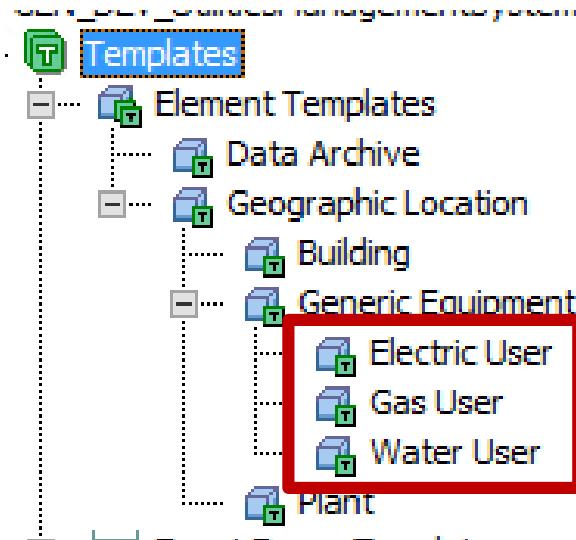 Templates
Element Templates
Data Archive
Geographic Location
Building
Generic Equipment
Electric User
Gas User
Water User
Plant